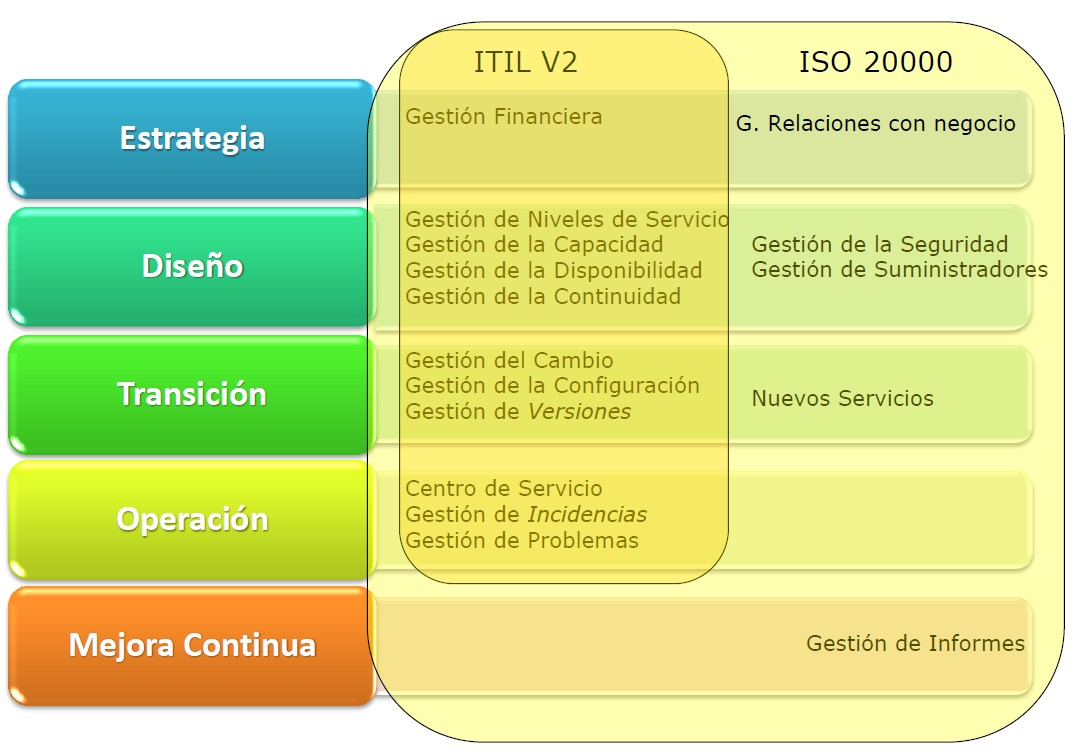 ITIL V2
ISO 20000
Estrategia
Gestión Financiera
G. Relaciones con negocio
Diseño
Gestión de Niveles de Servicio
Gestión de la Capacidad
Gestión de la Disponibilidad
Gestión de la Continuidad
Gestión de la Seguridad
Gestión de Suministradores
Transición
Gestión del Cambio
Gestión de la Configuración
Gestión de Versiones
Nuevos Servicios
Operación
Centro de Servicio
Gestión de Incidencias
Gestión de Problemas
Mejora Continua
Gestión de Informes